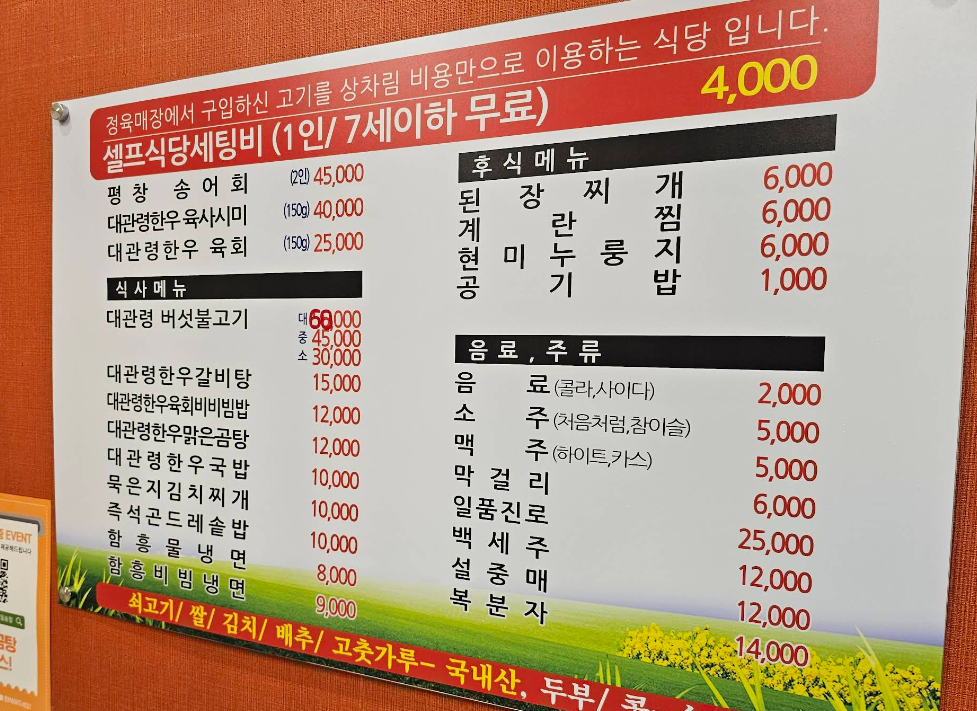 정육매장에서 구입하신 고기를 상차림 비용만으로 이용하는 식당 입니다.
셀프식당세팅비 (1인/ 7세이하 무료) 4,000
평창 송어회 (2인) 45,000
대관령한우 육사시미 (150g) 40,000
대관령한우 육회 (150g) 25,000
식사메뉴
대관령 버섯불고기 대
중 45,000
소 30,000
대관령한우갈비탕 15,000
대관령한우육회비빔밥 12,000
대관령한우맑은곰탕 12,000
대관령한우국밥 10,000
묵은지김치찌개 10,000
즉석곤드레솥밥 10,000
함흥물냉면 8,000
함흥비빔냉면 9,000
후식메뉴
된장찌개 6,000
계란찜 6,000
현미누룽지 6,000
공기밥 1,000
음료,주류
음료 (콜라,사이다) 2,000
소주 (처음처럼,참이슬) 5,000
맥주 (하이트,카스) 5,000
막걸리 6,000
일품진로 25,000
백세주 12,000
설중매 12,000
복분자 14,000
쇠고기/ 쌀/ 김치/ 배추/ 고춧가루- 국내산, 두부/
EVENT